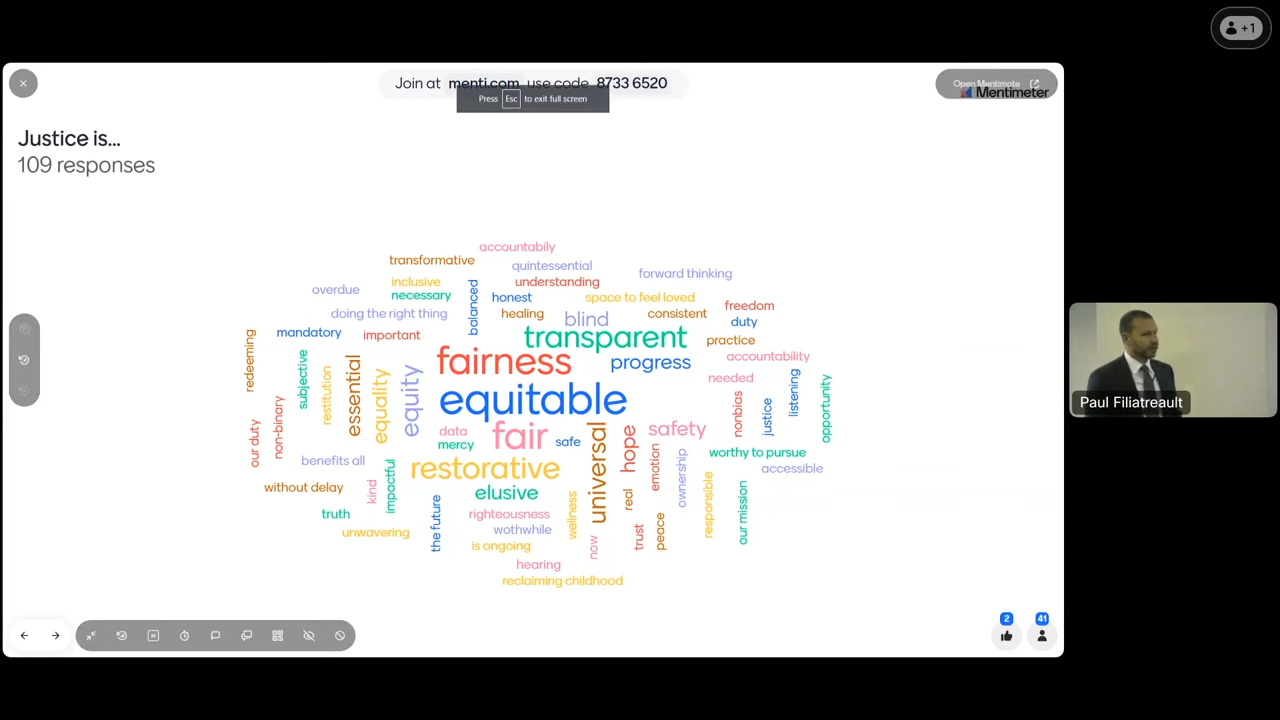 +1
Join at menti.com use code 8733 6520
Open Mentimote
Press Esc to exit full screen
Mentimeter
Justice is...
109 responses
accountabily
transformative
quintessential
forward thinking
inclusive
understanding
overdue
necessary
balanced
honest
space to feel loved
freedom
doing the right thing
healing
blind
consistent
duty
mandatory
important
transparent
practice
redeeming
fairness
progress
accountability
subjective
restitution
essential
equality
equity
needed
listening
opportunity
equitable
nonbios
justice
our duty
non-binary
data
fair
safe
universal
hope
safety
mercy
emotion
ownership
worthy to pursue
benefits all
restorative
accessible
without delay
kind
impactful
elusive
real
responsible
our mission
truth
the future
righteousness
wellness
trust
peace
unwavering
wothwhile
is ongoing
now
hearing
reclaiming childhood
Paul Filiatreault
H
2
41